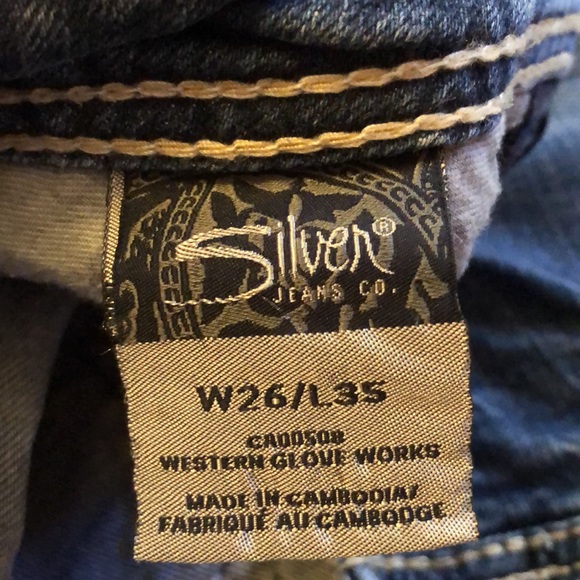 Silver®
JEANS CO.
W26/L35
CA00508
WESTERN GLOVE WORKS
MADE IN CAMBODIA/
FABRIQUÉ AU CAMBODGE